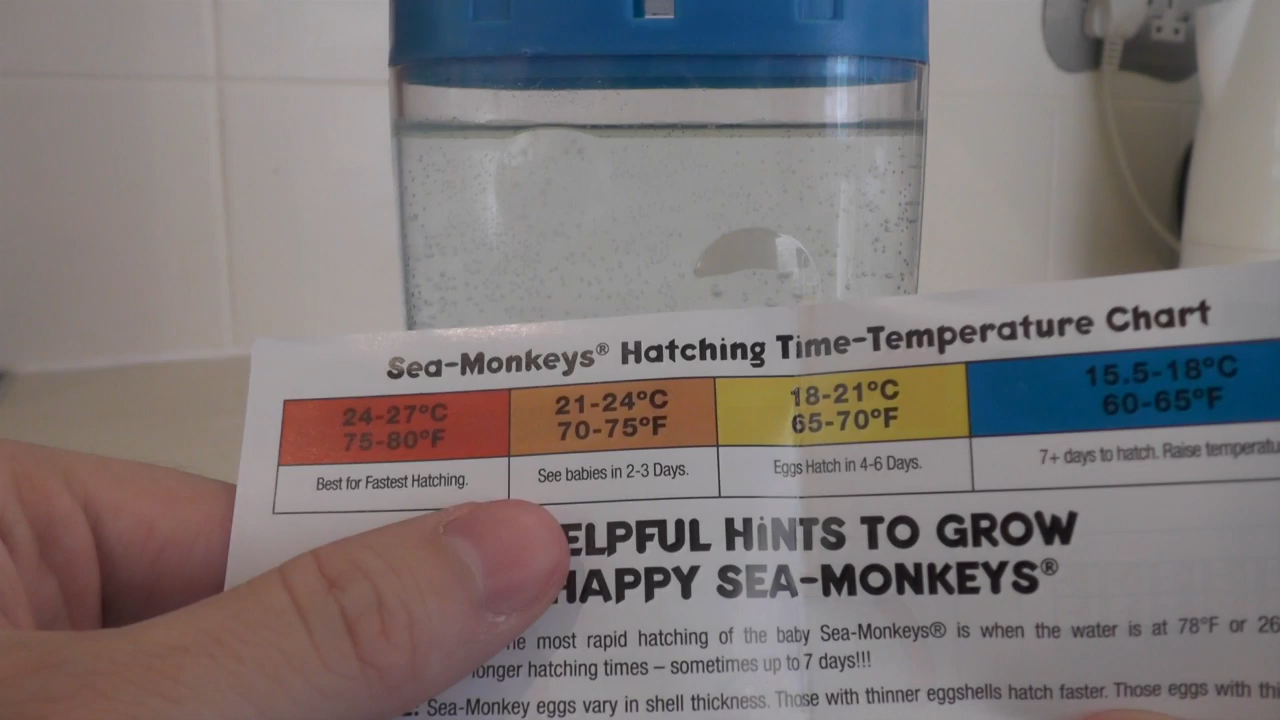 Sea-Monkeys® Hatching Time-Temperature Chart
24-27°C
75-80°F
21-24°C
70-75°F
18-21°C
65-70°F
15.5-18°C
60-65°F
Best for Fastest Hatching.
See babies in 2-3 Days.
Eggs Hatch in 4-6 Days.
7+ days to hatch. Raise
ELPFUL HiNTS TO GROW
HAPPY SEA-MONKEYS®
most rapid hatching of the baby Sea-Monkeys® is when the water is at 78°F or 26
hatching times – sometimes up to 7 days!!!
Sea-Monkey eggs vary in shell thickness. Those with thinner eggshells hatch faster. Those eggs with